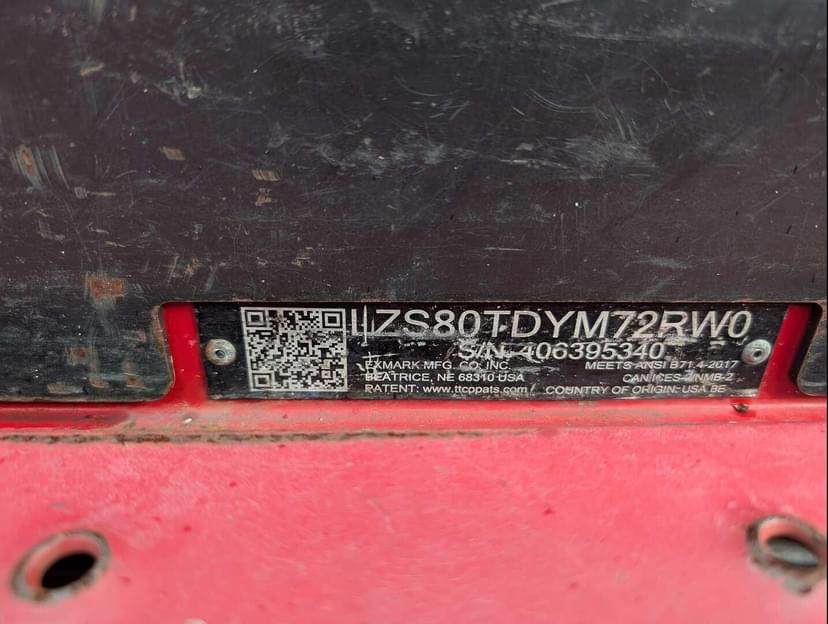 LZS80TDYM72RW0
S/N 406395340
EXMARK MFG. CO. INC. MEETS ANSI B71.4-2017
BEATRICE, NE 68310 USA CAN ICES-2/NMB-2
PATENT: www.ttcppats.com COUNTRY OF ORIGIN: USA BE